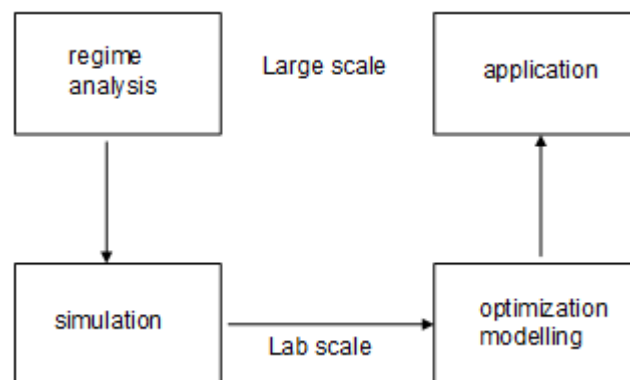 regime
analysis
Large scale
application
simulation
Lab scale
optimization
modelling